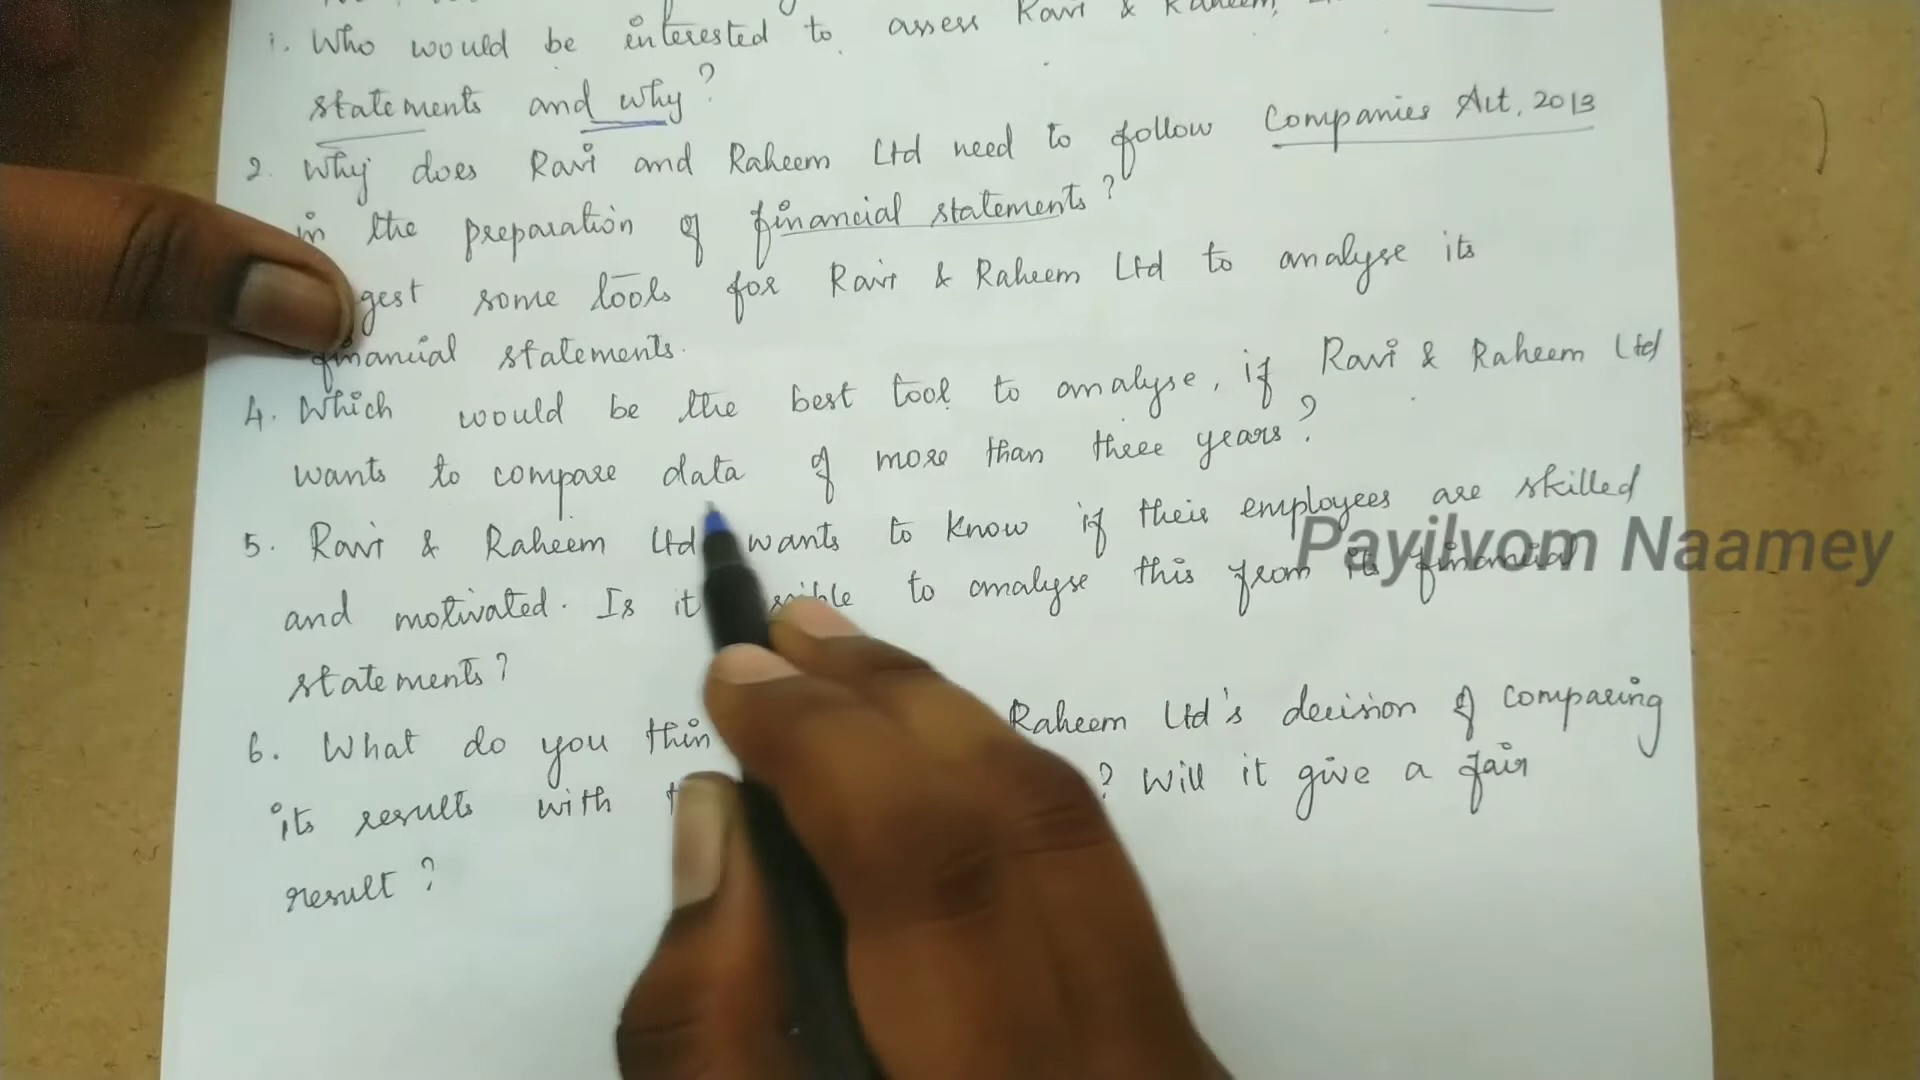 1. Who would be interested to assess Ravi & Raheem,
statements and why?
2. Why does Ravi and Raheem Ltd need to follow Companies Act, 2013
in the preparation of financial statements?
gest some tools for Ravi & Raheem Ltd to analyse its
financial statements.
4. Which would be the best tool to analyse, if Ravi & Raheem Ltd
wants to compare data of more than three years?
5. Ravi & Raheem Ltd wants to know if their employees are skilled
and motivated. Is it to analyse this from its financial
statements?
6. What do you thin Raheem Ltd's decision of comparing
its results with ? Will it give a fair
result?
Payilvom Naamey